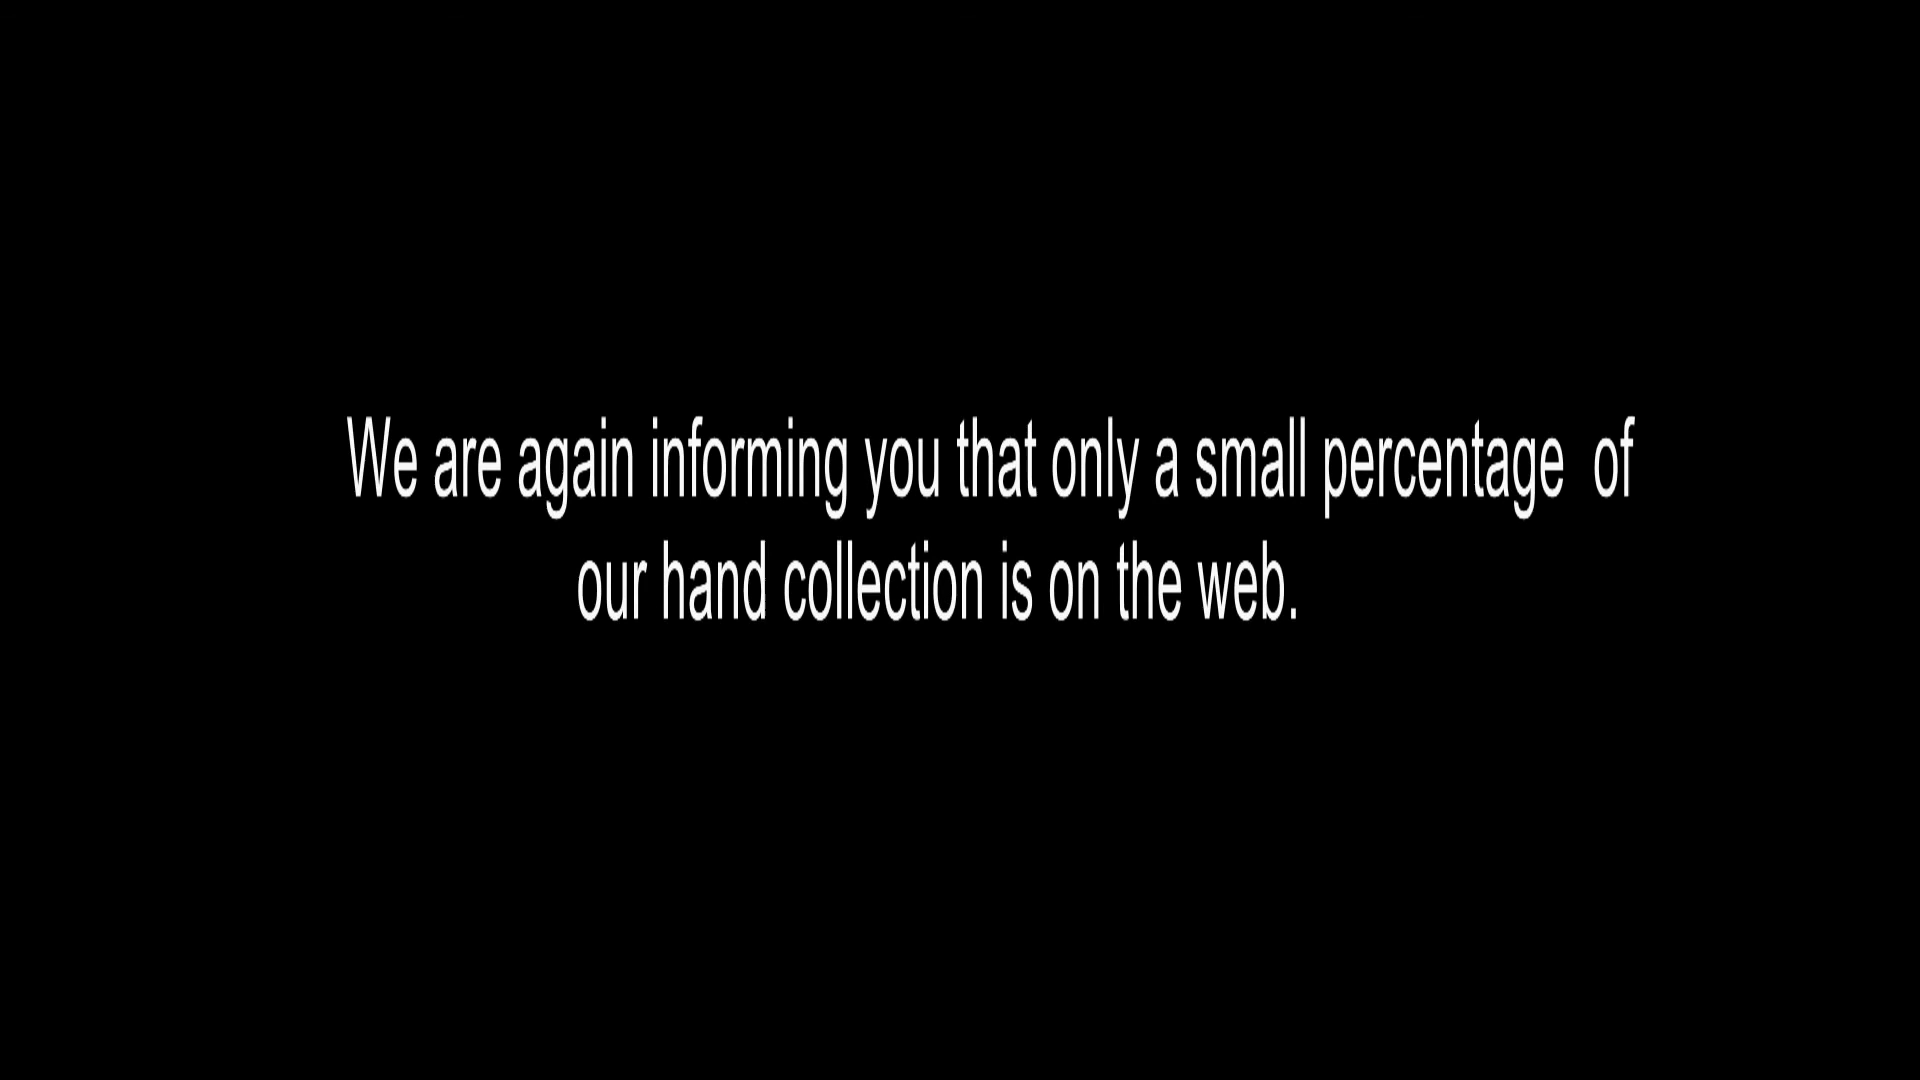 We are again informing you that only a small percentage  of
our hand collection is on the web.